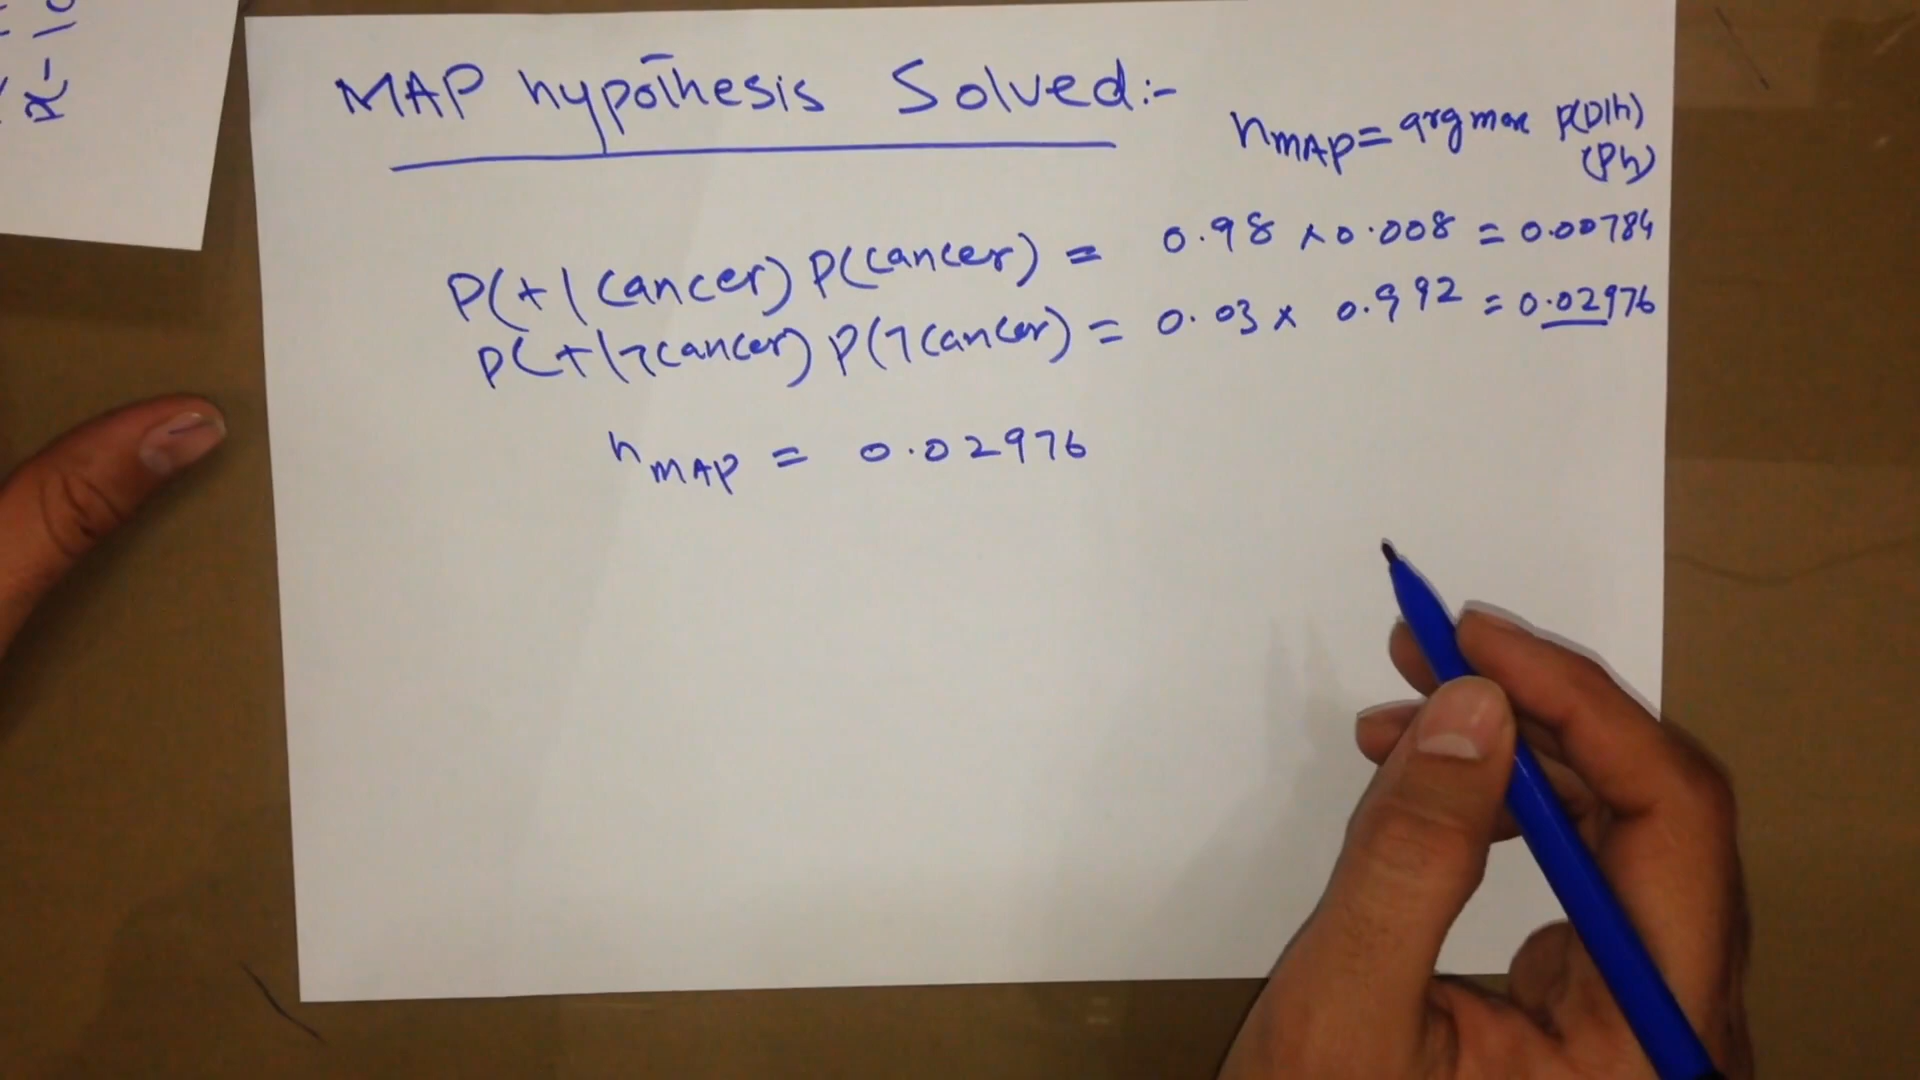 MAP hypothesis Solved:-
hMAP = argmax P(D|h)
(Ph)
P(+|cancer) P(cancer) = 0.98 × 0.008 = 0.00784
P(+|¬cancer) P(¬cancer) = 0.03 × 0.992 = 0.02976
hMAP = 0.02976